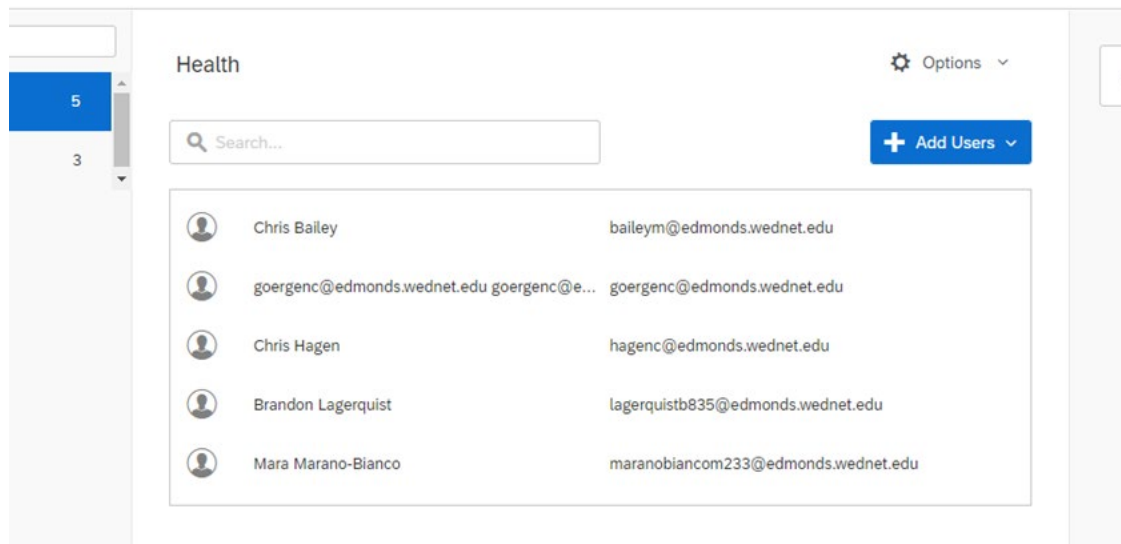 Health
Options
5
Search...
Add Users
3
Chris Bailey baileym@edmonds.wednet.edu
goergenc@edmonds.wednet.edu goergenc@e... goergenc@edmonds.wednet.edu
Chris Hagen hagenc@edmonds.wednet.edu
Brandon Lagerquist lagerquistb835@edmonds.wednet.edu
Mara Marano-Bianco maranobiancom233@edmonds.wednet.edu